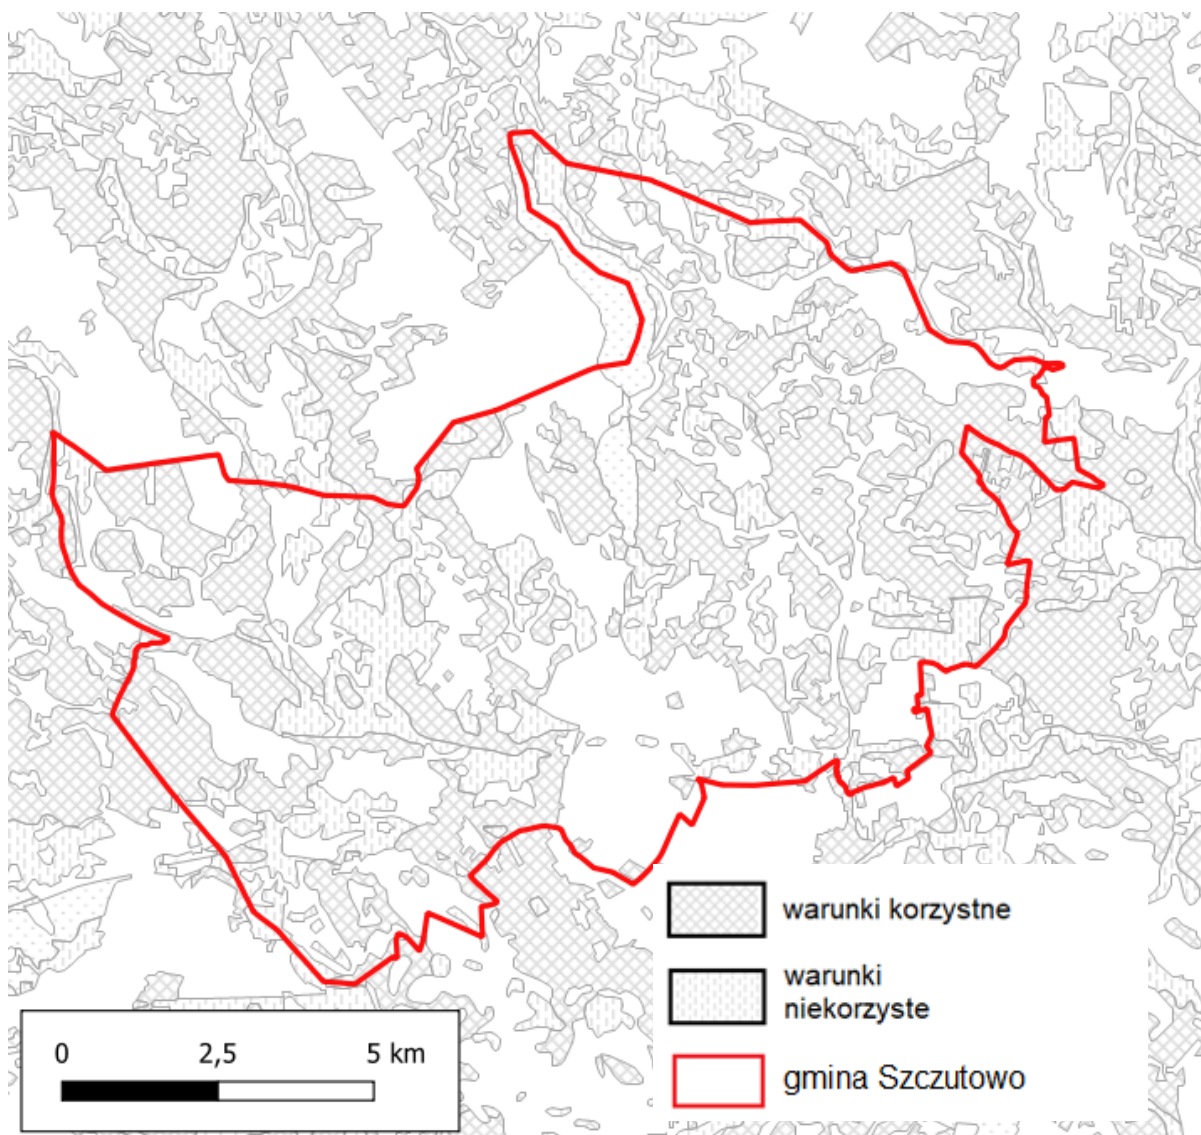 warunki korzystne
warunki
niekorzyste
gmina Szczutowo
0 2,5 5 km